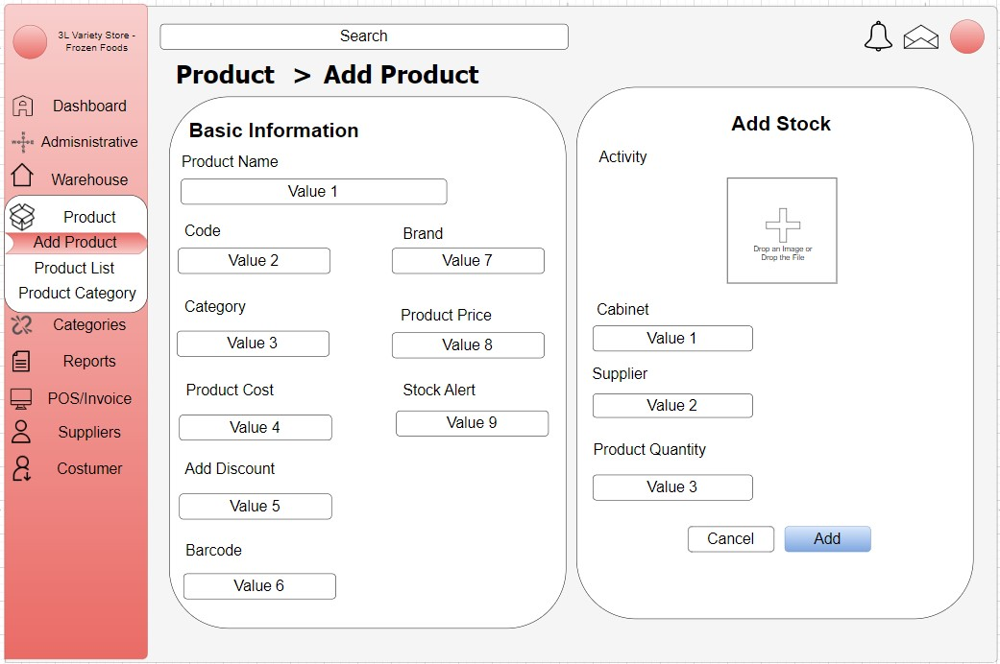 3L Variety Store -
Frozen Foods
Dashboard
Admisnistrative
Warehouse
Product
Add Product
Product List
Product Category
Categories
Reports
POS/Invoice
Suppliers
Costumer
Search
Product > Add Product
Basic Information
Product Name
Value 1
Code
Brand
Value 2
Value 7
Category
Product Price
Value 3
Value 8
Product Cost
Stock Alert
Value 4
Value 9
Add Discount
Value 5
Barcode
Value 6
Add Stock
Activity
Drop an Image or
Drop the File
Cabinet
Value 1
Supplier
Value 2
Product Quantity
Value 3
Cancel
Add